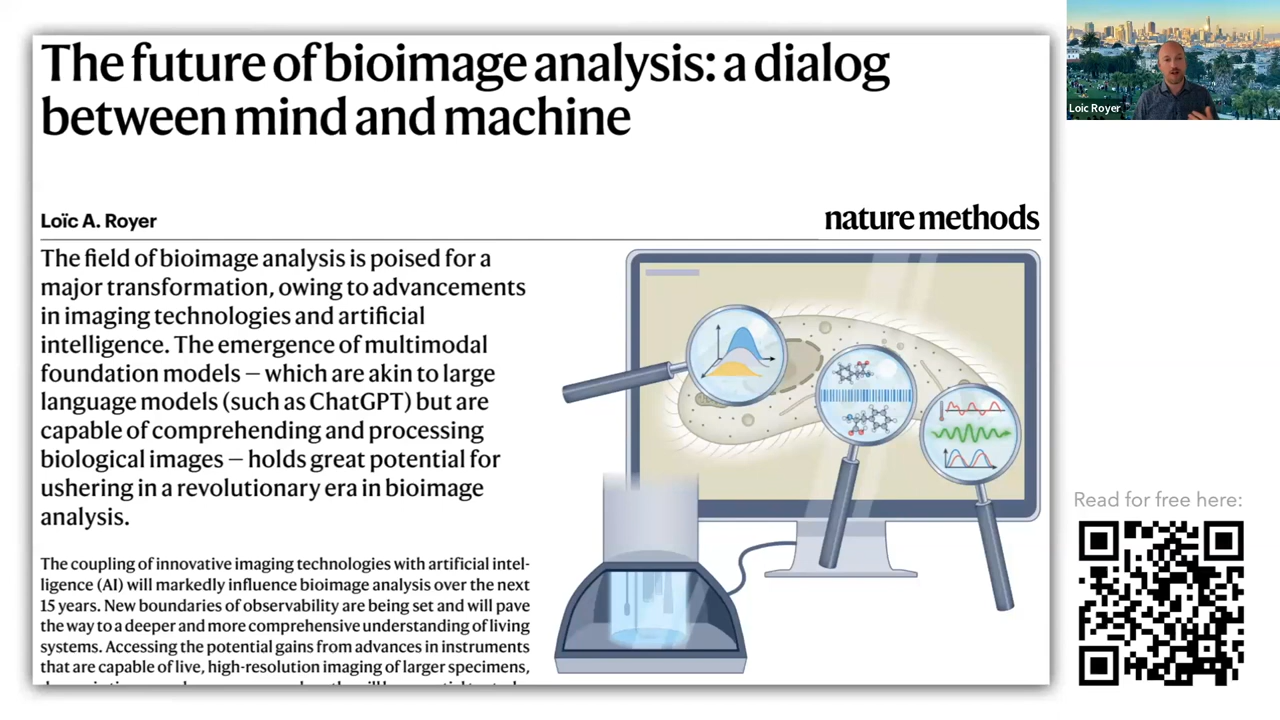 The future of bioimage analysis: a dialog
between mind and machine
Loïc A. Royer
nature methods
The field of bioimage analysis is poised for a
major transformation, owing to advancements
in imaging technologies and artificial
intelligence. The emergence of multimodal
foundation models — which are akin to large
language models (such as ChatGPT) but are
capable of comprehending and processing
biological images — holds great potential for
ushering in a revolutionary era in bioimage
analysis.
The coupling of innovative imaging technologies with artificial intel-
ligence (AI) will markedly influence bioimage analysis over the next
15 years. New boundaries of observability are being set and will pave
the way to a deeper and more comprehensive understanding of living
systems. Accessing the potential gains from advances in instruments
that are capable of live, high-resolution imaging of larger specimens,
Loic Royer
Read for free here: